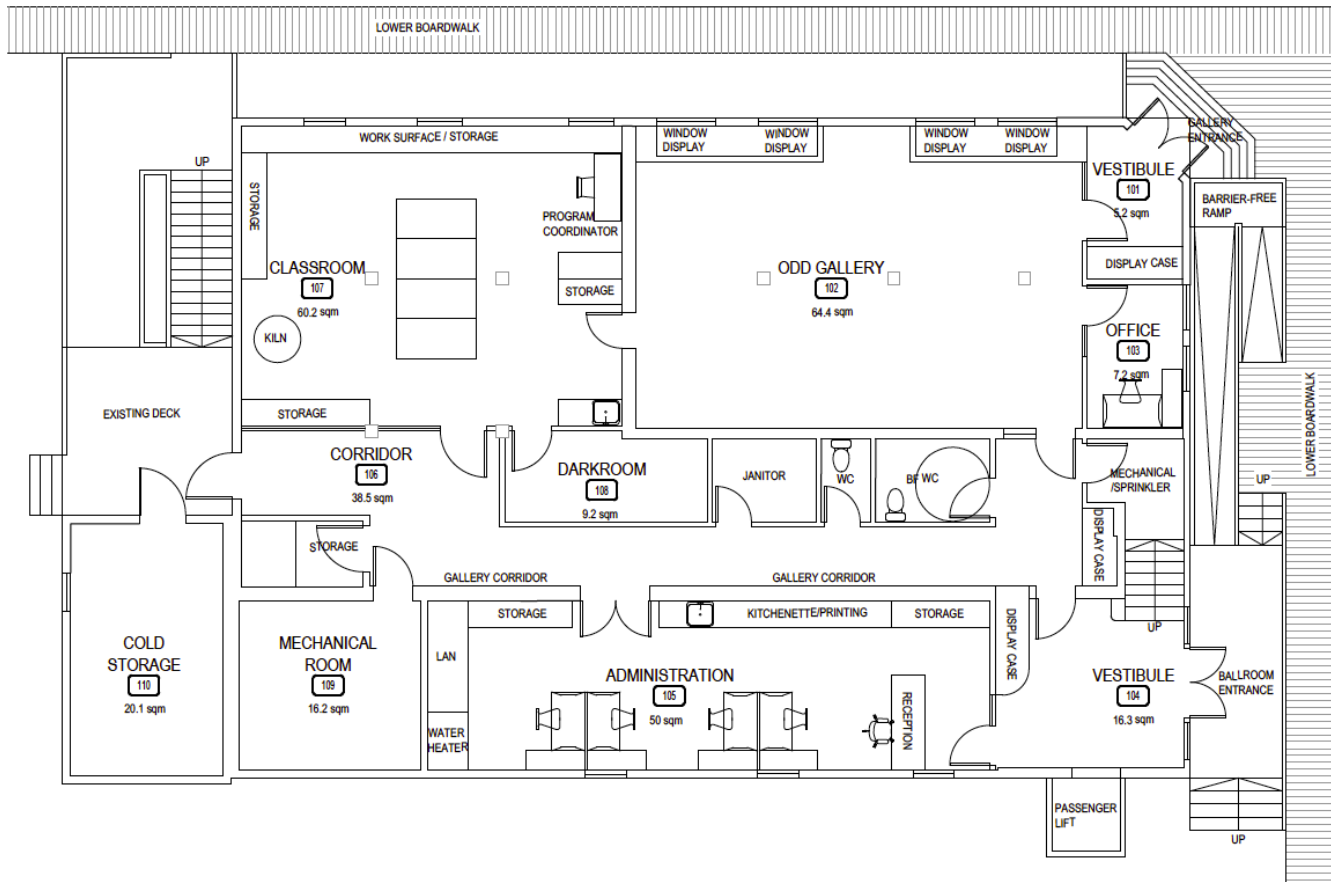 LOWER BOARDWALK
WORK SURFACE / STORAGE
WINDOW
DISPLAY
WINDOW
DISPLAY
WINDOW
DISPLAY
WINDOW
DISPLAY
GALLERY
ENTRANCE
UP
STORAGE
PROGRAM
COORDINATOR
VESTIBULE
101
5.2 sqm
BARRIER-FREE
RAMP
CLASSROOM
107
60.2 sqm
STORAGE
ODD GALLERY
102
64.4 sqm
DISPLAY CASE
KILN
OFFICE
103
7.2 sqm
EXISTING DECK
STORAGE
LOWER BOARDWALK
CORRIDOR
106
38.5 sqm
DARKROOM
108
9.2 sqm
JANITOR
WC
BF WC
MECHANICAL
/SPRINKLER
UP
STORAGE
DISPLAY CASE
GALLERY CORRIDOR
GALLERY CORRIDOR
STORAGE
KITCHENETTE/PRINTING
STORAGE
DISPLAY CASE
UP
COLD
STORAGE
110
20.1 sqm
MECHANICAL
ROOM
109
16.2 sqm
LAN
WATER
HEATER
ADMINISTRATION
105
50 sqm
RECEPTION
VESTIBULE
104
16.3 sqm
BALLROOM
ENTRANCE
PASSENGER
LIFT
UP